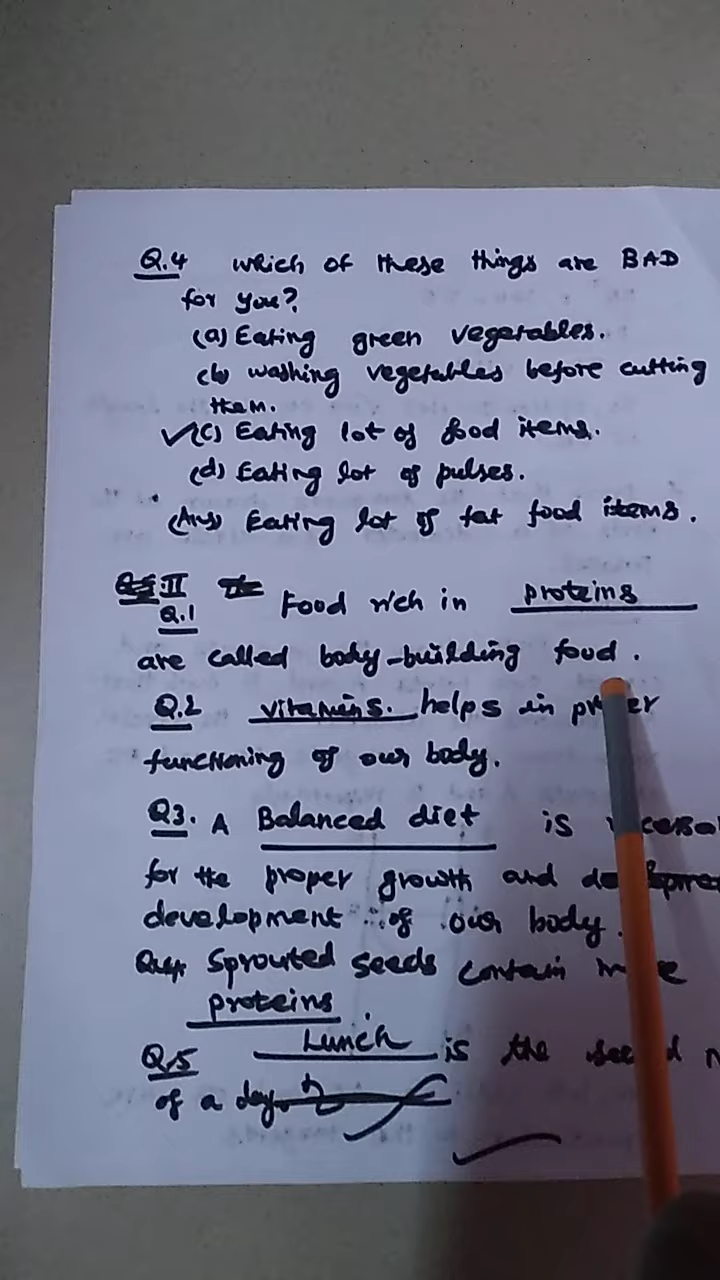 Q.4 which of these things are BAD
for you?
(a) Eating green vegetables.
(b) washing vegetables before cutting
them.
(c) Eating lot of food items.
(d) Eating lot of pulses.
(Ans) Eating lot of fat food items.
II
Q.1 Food rich in proteins
are called body-building food.
Q.2 vitamins. helps in
functioning of our body.
Q3. A Balanced diet is
for the proper growth and
development of our body.
Q4. Sprouted seeds contain
proteins.
Q.5 Lunch is the
of a day.